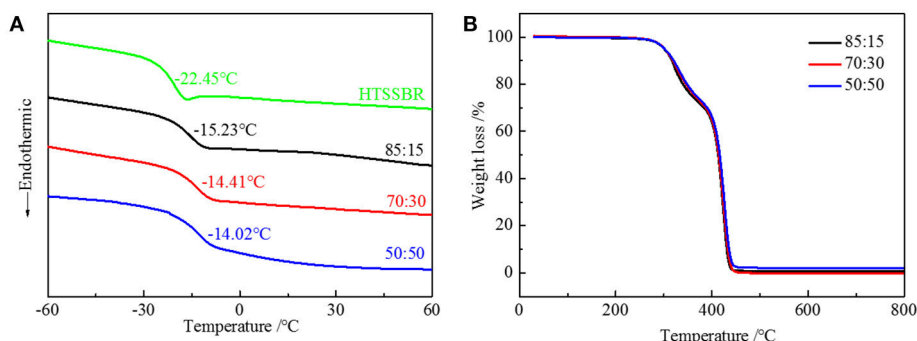 A
-22.45°C
HTSSBR
-15.23°C
85:15
-14.41°C
70:30
-14.02°C
50:50
Endothermic
-60
-30
0
30
60
Temperature /°C
B
100
80
60
40
20
0
Weight loss /%
85:15
70:30
50:50
0
200
400
600
800
Temperature /°C